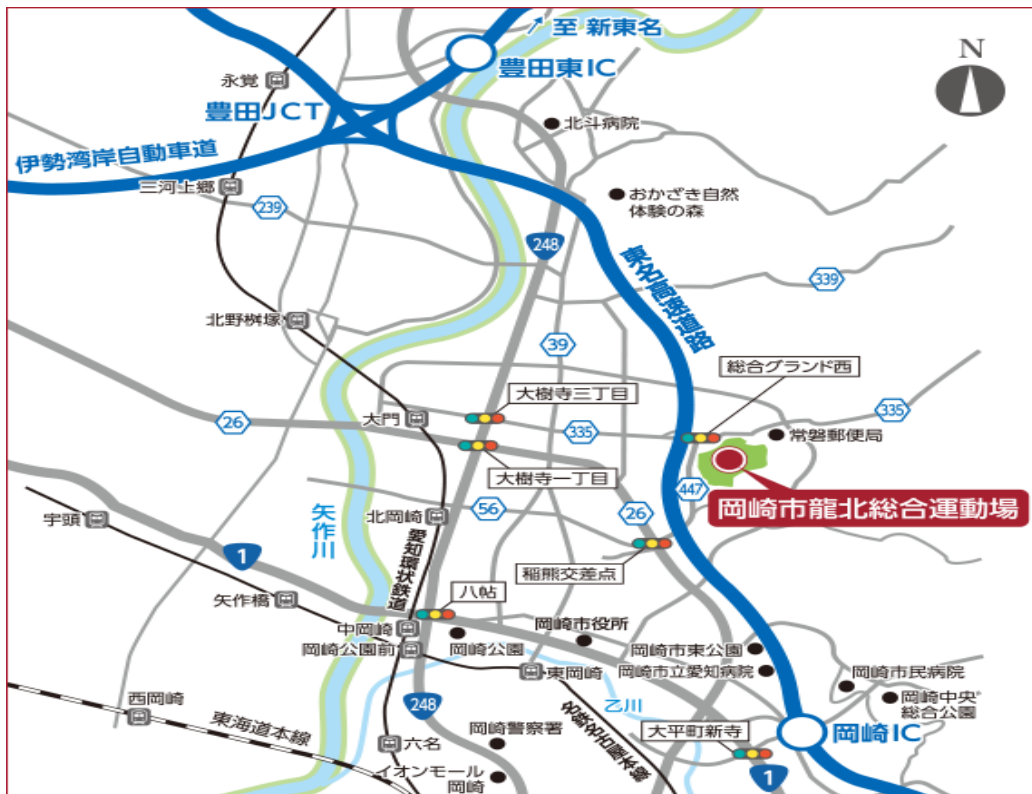 至 新東名
豊田東IC
N
永覚
豊田JCT
北斗病院
伊勢湾岸自動車道
三河上郷
おかざき自然
体験の森
239
248
東名高速道路
339
北野桝塚
39
総合グランド西
大樹寺三丁目
335
大門
26
335
常磐郵便局
大樹寺一丁目
447
岡崎市龍北総合運動場
宇頭
矢作川
北岡崎
56
26
1
愛知環状鉄道
稲熊交差点
八帖
矢作橋
中岡崎
岡崎市役所
岡崎公園前
岡崎公園
岡崎市東公園
東岡崎
岡崎市立愛知病院
岡崎市民病院
西岡崎
248
乙川
岡崎中央
総合公園
東海道本線
岡崎警察署
名鉄名古屋本線
大平町新寺
岡崎IC
六名
イオンモール
岡崎
1